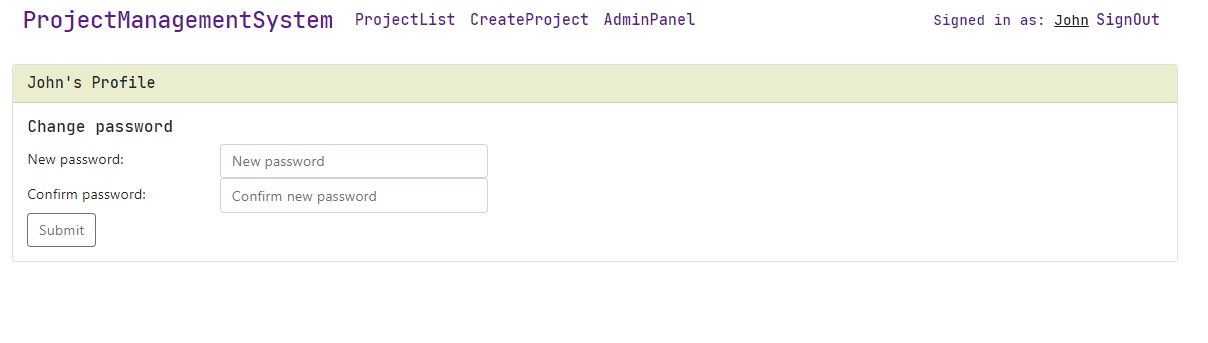 ProjectManagementSystem ProjectList CreateProject AdminPanel Signed in as: John SignOut
John's Profile
Change password
New password: New password
Confirm password: Confirm new password
Submit